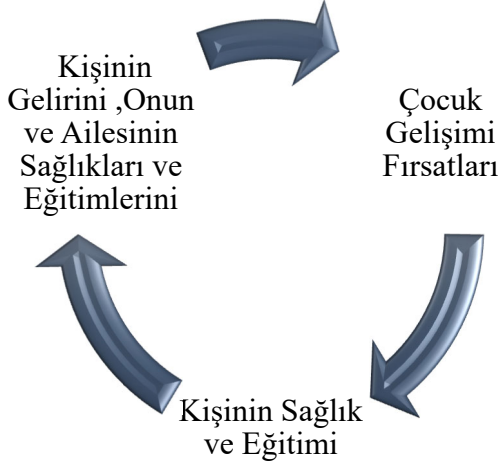 Kişinin
Gelirini ,Onun
ve Ailesinin
Sağlıkları ve
Eğitimlerini
Çocuk
Gelişimi
Fırsatları
Kişinin Sağlık
ve Eğitimi